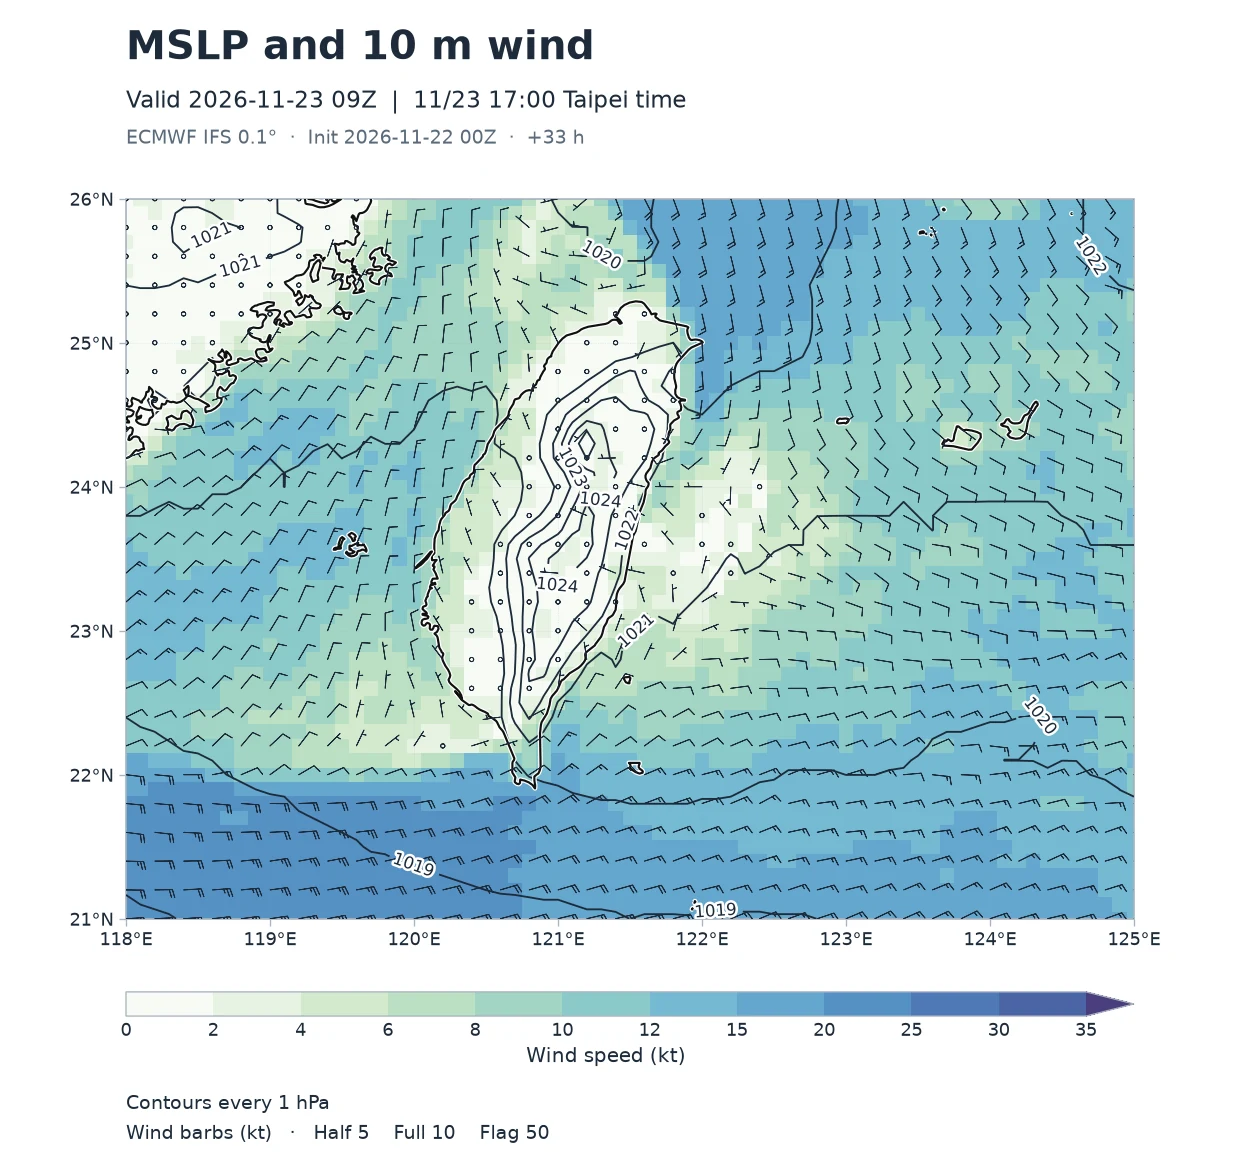 MSLP and 10 m wind
Valid 2026-11-23 09Z | 11/23 17:00 Taipei time
ECMWF IFS 0.1° · Init 2026-11-22 00Z · +33 h
26°N
25°N
24°N
23°N
22°N
21°N
1021
1021
1020
1022
1023
1024
1022
1024
1021
1020
1019
1019
118°E 119°E 120°E 121°E 122°E 123°E 124°E 125°E
0 2 4 6 8 10 12 15 20 25 30 35
Wind speed (kt)
Contours every 1 hPa
Wind barbs (kt) · Half 5 Full 10 Flag 50